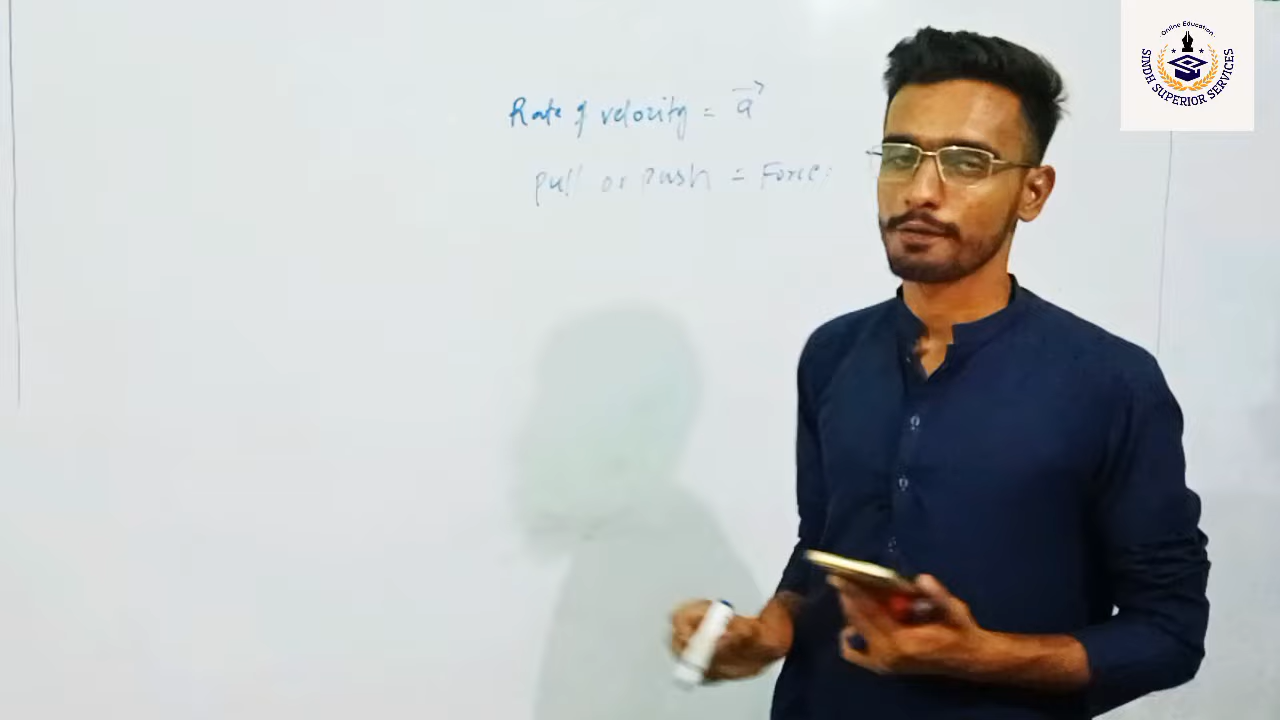 Rate of velocity = a⃗
Pull or push = Force:
Online Education
SINDH SUPERIOR SERVICES